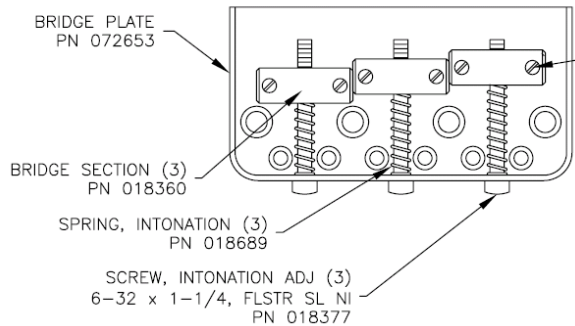 BRIDGE PLATE
PN 072653
BRIDGE SECTION (3)
PN 018360
SPRING, INTONATION (3)
PN 018689
SCREW, INTONATION ADJ (3)
6-32 x 1-1/4, FLSTR SL NI
PN 018377